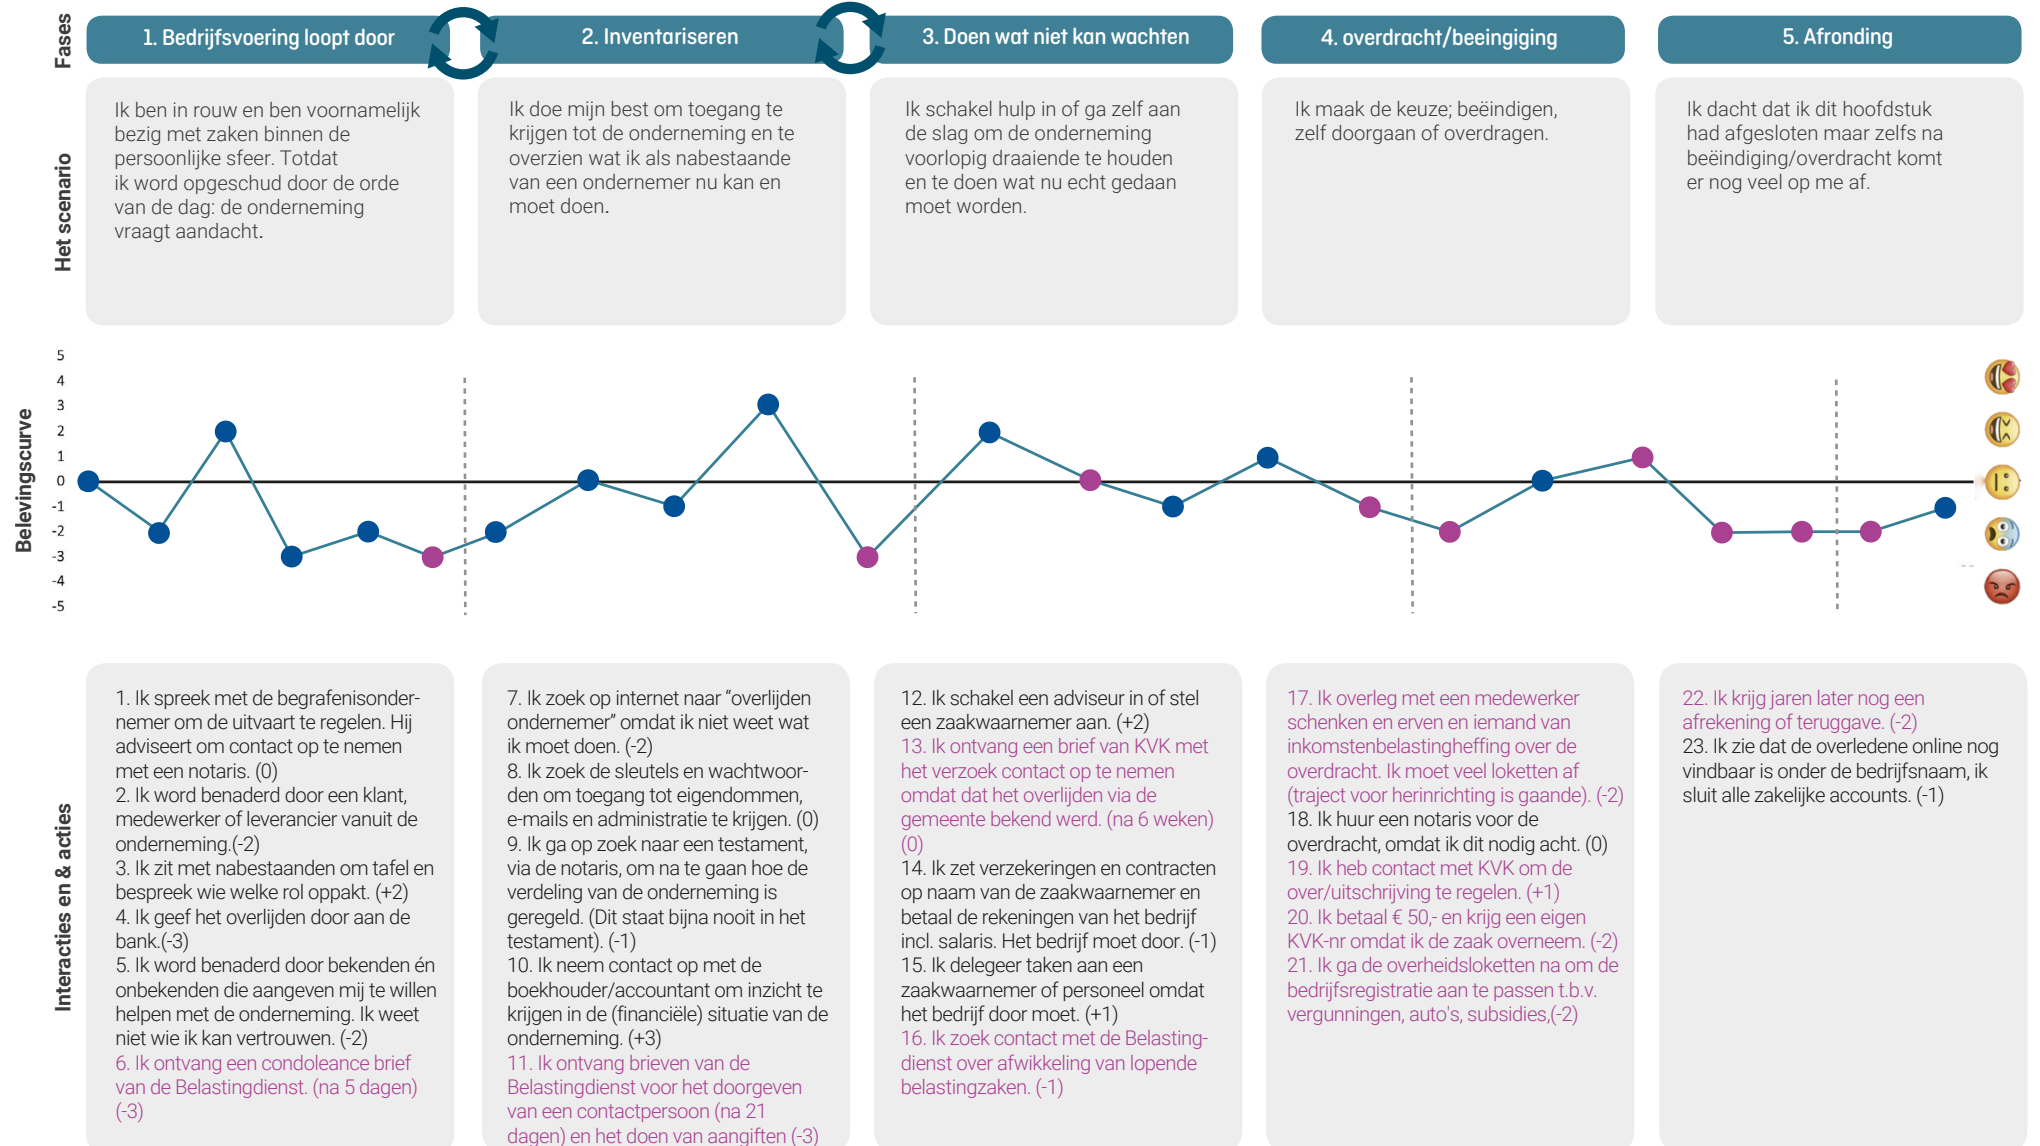 Fases
1. Bedrijfsvoering loopt door
2. Inventariseren
3. Doen wat niet kan wachten
4. overdracht/beeingiging
5. Afronding
Het scenario
Ik ben in rouw en ben voornamelijk
bezig met zaken binnen de
persoonlijke sfeer. Totdat
ik word opgeschud door de orde
van de dag: de onderneming
vraagt aandacht.
Ik doe mijn best om toegang te
krijgen tot de onderneming en te
overzien wat ik als nabestaande
van een ondernemer nu kan en
moet doen.
Ik schakel hulp in of ga zelf aan
de slag om de onderneming
voorlopig draaiende te houden
en te doen wat nu echt gedaan
moet worden.
Ik maak de keuze; beëindigen,
zelf doorgaan of overdragen.
Ik dacht dat ik dit hoofdstuk
had afgesloten maar zelfs na
beëindiging/overdracht komt
er nog veel op me af.
Belevingscurve
5
4
3
2
1
0
-1
-2
-3
-4
-5
Interacties en & acties
1. Ik spreek met de begrafenisonder-
nemer om de uitvaart te regelen. Hij
adviseert om contact op te nemen
met een notaris. (0)
2. Ik word benaderd door een klant,
medewerker of leverancier vanuit de
onderneming.(-2)
3. Ik zit met nabestaanden om tafel en
bespreek wie welke rol oppakt. (+2)
4. Ik geef het overlijden door aan de
bank.(-3)
5. Ik word benaderd door bekenden én
onbekenden die aangeven mij te willen
helpen met de onderneming. Ik weet
niet wie ik kan vertrouwen. (-2)
6. Ik ontvang een condoleance brief
van de Belastingdienst. (na 5 dagen)
(-3)
7. Ik zoek op internet naar “overlijden
ondernemer” omdat ik niet weet wat
ik moet doen. (-2)
8. Ik zoek de sleutels en wachtwoor-
den om toegang tot eigendommen,
e-mails en administratie te krijgen. (0)
9. Ik ga op zoek naar een testament,
via de notaris, om na te gaan hoe de
verdeling van de onderneming is
geregeld. (Dit staat bijna nooit in het
testament). (-1)
10. Ik neem contact op met de
boekhouder/accountant om inzicht te
krijgen in de (financiële) situatie van de
onderneming. (+3)
11. Ik ontvang brieven van de
Belastingdienst voor het doorgeven
van een contactpersoon (na 21
dagen) en het doen van aangiften (-3)
12. Ik schakel een adviseur in of stel
een zaakwaarnemer aan. (+2)
13. Ik ontvang een brief van KVK met
het verzoek contact op te nemen
omdat dat het overlijden via de
gemeente bekend werd. (na 6 weken)
(0)
14. Ik zet verzekeringen en contracten
op naam van de zaakwaarnemer en
betaal de rekeningen van het bedrijf
incl. salaris. Het bedrijf moet door. (-1)
15. Ik delegeer taken aan een
zaakwaarnemer of personeel omdat
het bedrijf door moet. (+1)
16. Ik zoek contact met de Belasting-
dienst over afwikkeling van lopende
belastingzaken. (-1)
17. Ik overleg met een medewerker
schenken en erven en iemand van
inkomstenbelastingheffing over de
overdracht. Ik moet veel loketten af
(traject voor herinrichting is gaande). (-2)
18. Ik huur een notaris voor de
overdracht, omdat ik dit nodig acht. (0)
19. Ik heb contact met KVK om de
over/uitschrijving te regelen. (+1)
20. Ik betaal € 50,- en krijg een eigen
KVK-nr omdat ik de zaak overneem. (-2)
21. Ik ga de overheidsloketten na om de
bedrijfsregistratie aan te passen t.b.v.
vergunningen, auto's, subsidies,(-2)
22. Ik krijg jaren later nog een
afrekening of teruggave. (-2)
23. Ik zie dat de overledene online nog
vindbaar is onder de bedrijfsnaam, ik
sluit alle zakelijke accounts. (-1)